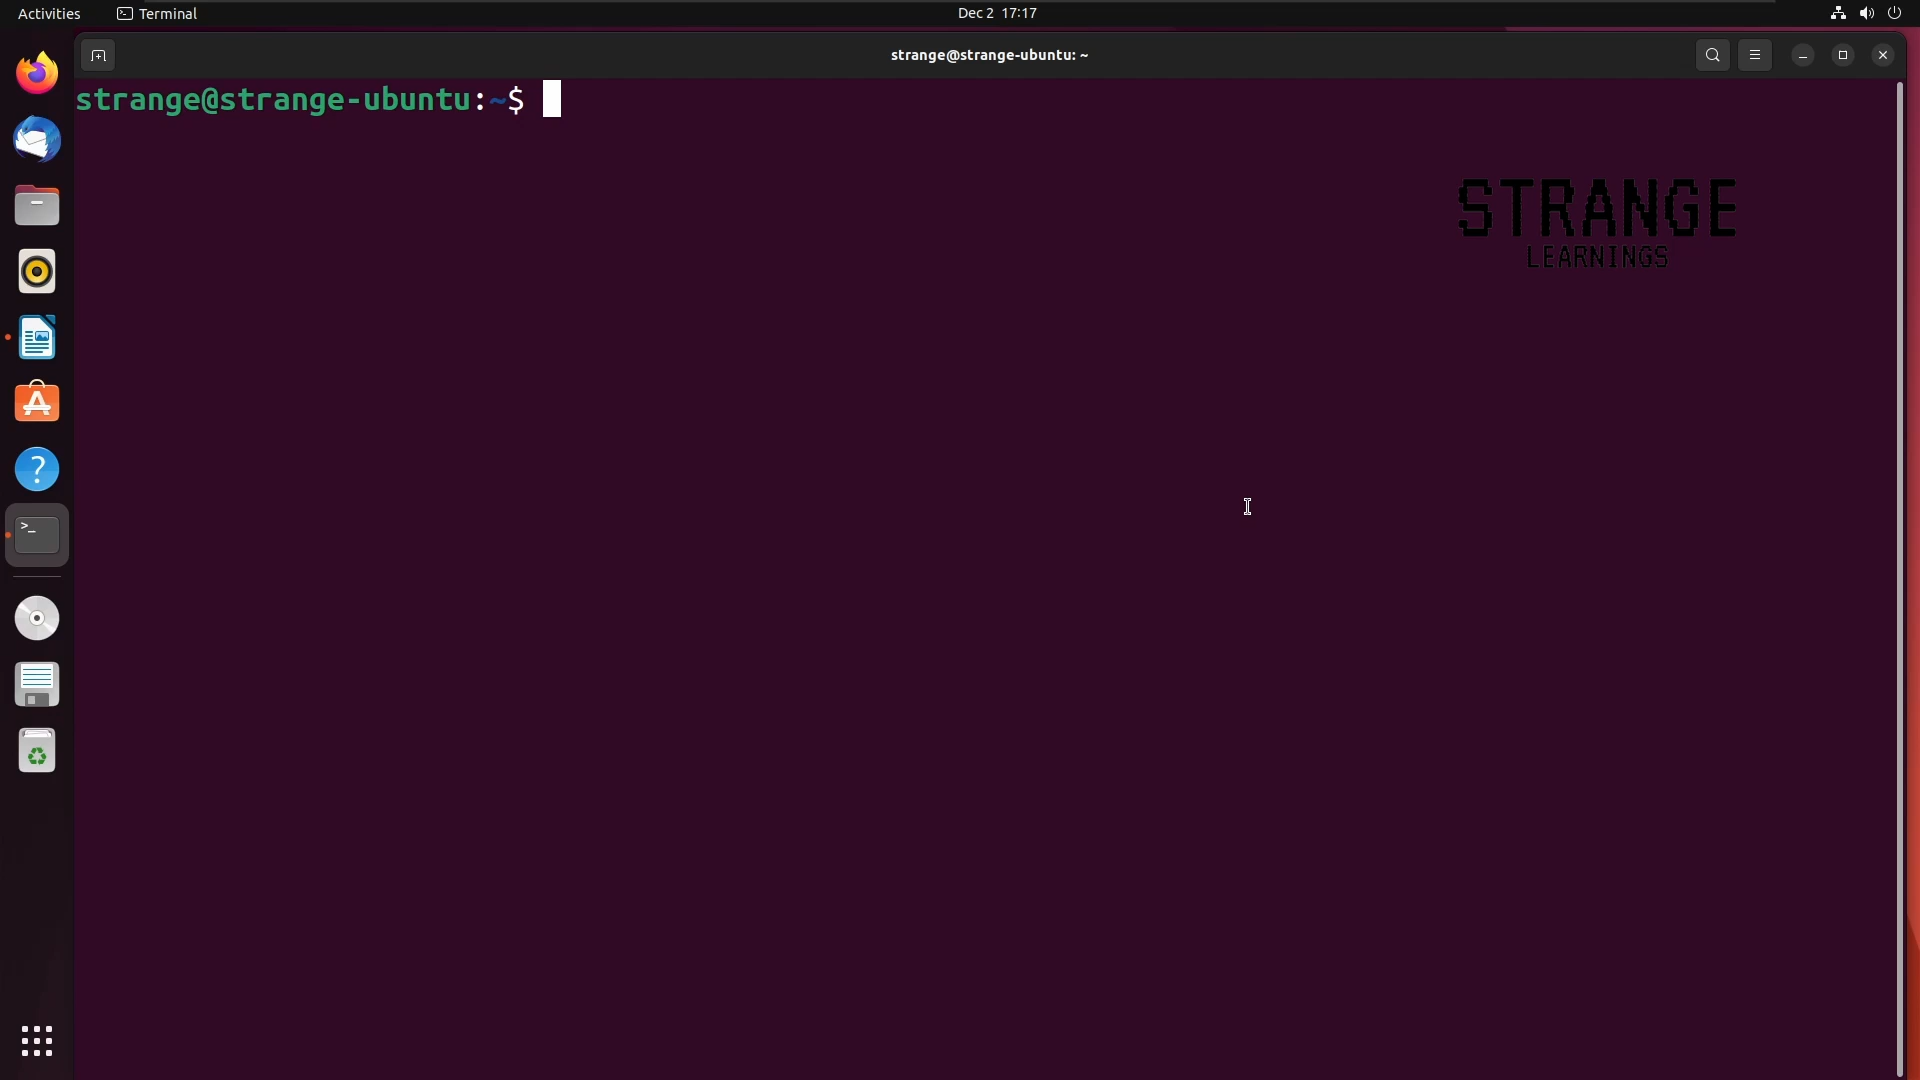 Activities
Terminal
Dec 2 17:17
strange@strange-ubuntu: ~
strange@strange-ubuntu:~$
STRANGE
LEARNINGS